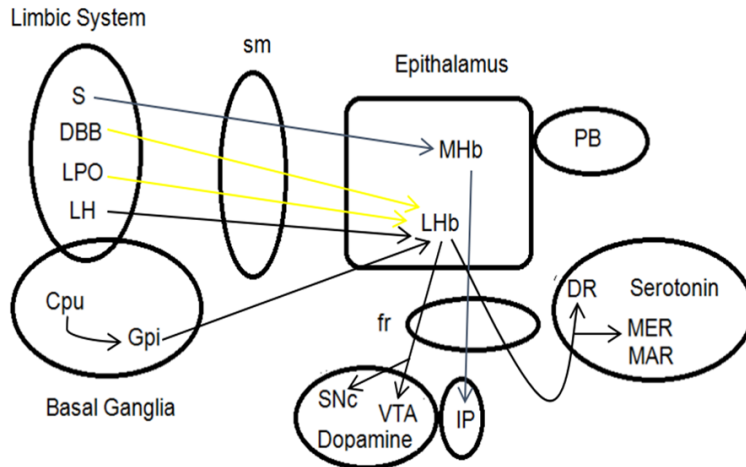 Limbic System
sm
Epithalamus
S
DBB
LPO
LH
MHb
LHb
PB
Cpu
Gpi
Basal Ganglia
fr
DR
Serotonin
MER
MAR
SNc
VTA
Dopamine
IP